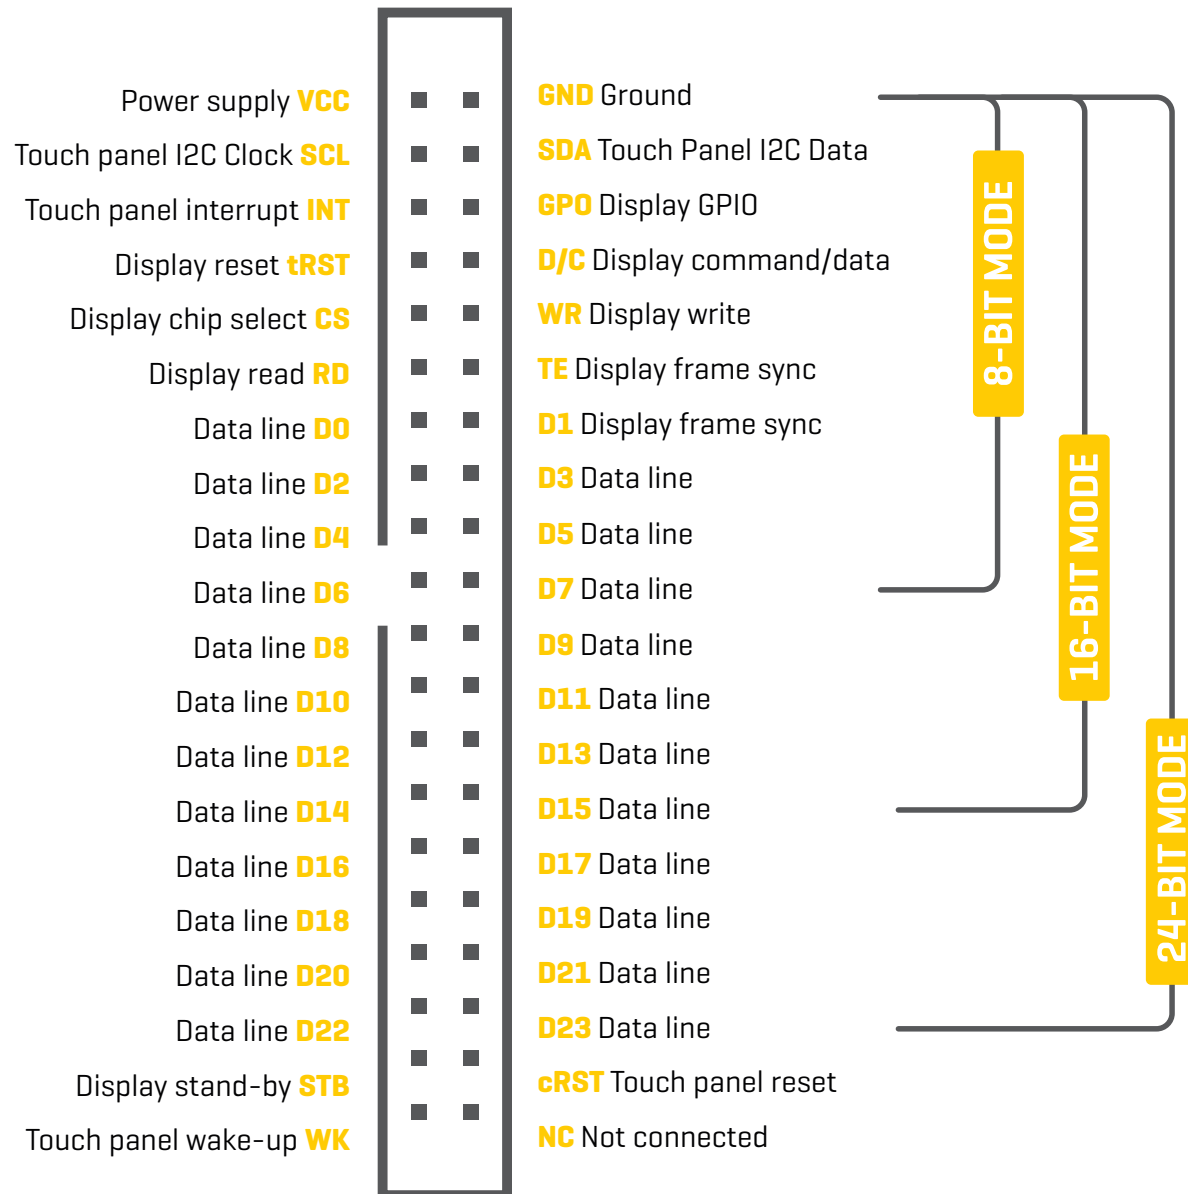 Power supply VCC
GND Ground
Touch panel I2C Clock SCL
SDA Touch Panel I2C Data
Touch panel interrupt INT
GPO Display GPIO
Display reset tRST
D/C Display command/data
Display chip select CS
WR Display write
Display read RD
TE Display frame sync
Data line D0
D1 Display frame sync
Data line D2
D3 Data line
Data line D4
D5 Data line
Data line D6
D7 Data line
Data line D8
D9 Data line
Data line D10
D11 Data line
Data line D12
D13 Data line
Data line D14
D15 Data line
Data line D16
D17 Data line
Data line D18
D19 Data line
Data line D20
D21 Data line
Data line D22
D23 Data line
Display stand-by STB
cRST Touch panel reset
Touch panel wake-up WK
NC Not connected
8-BIT MODE
16-BIT MODE
24-BIT MODE